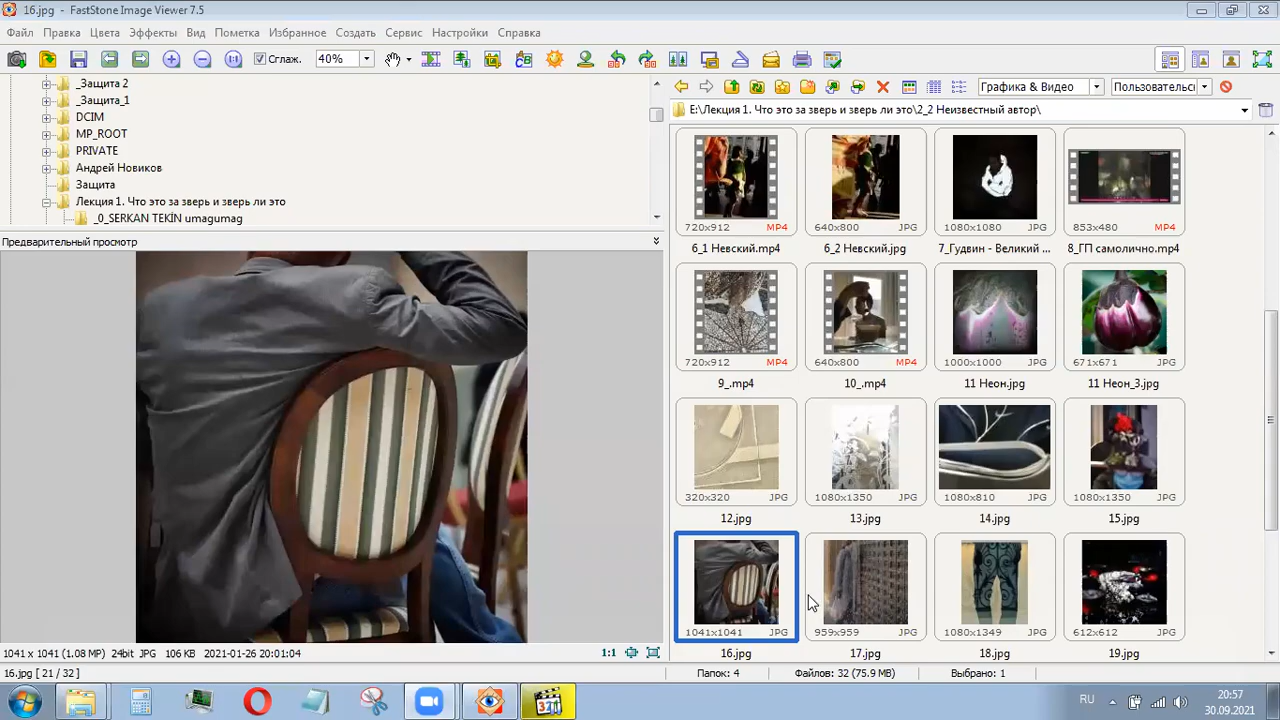 16.jpg - FastStone Image Viewer 7.5
Файл Правка Цвета Эффекты Вид Пометка Избранное Создать Сервис Настройки Справка
Сглаж. 40%
_Защита 2
_Защита_1
DCIM
MP_ROOT
PRIVATE
Андрей Новиков
Защита
Лекция 1. Что это за зверь и зверь ли это
_0_SERKAN TEKİN umagumag
Предварительный просмотр
1041 x 1041 (1.08 MP) 24bit JPG 106 KB 2021-01-26 20:01:04
1:1
16.jpg [ 21 / 32 ]
Графика & Видео
Пользовательсі
E:\Лекция 1. Что это за зверь и зверь ли это\2_2 Неизвестный автор\
720x912 MP4 640x800 JPG 1080x1080 JPG 853x480 MP4
6_1 Невский.mp4 6_2 Невский.jpg 7_Гудвин - Великий ... 8_ГП самолично.mp4
720x912 MP4 640x800 MP4 1000x1000 JPG 671x671 JPG
9_.mp4 10_.mp4 11 Неон.jpg 11 Неон_3.jpg
320x320 JPG 1080x1350 JPG 1080x810 JPG 1080x1350 JPG
12.jpg 13.jpg 14.jpg 15.jpg
1041x1041 JPG 959x959 JPG 1080x1349 JPG 612x612 JPG
16.jpg 17.jpg 18.jpg 19.jpg
Папок: 4 Файлов: 32 (75.9 MB) Выбрано: 1
RU
20:57
30.09.2021